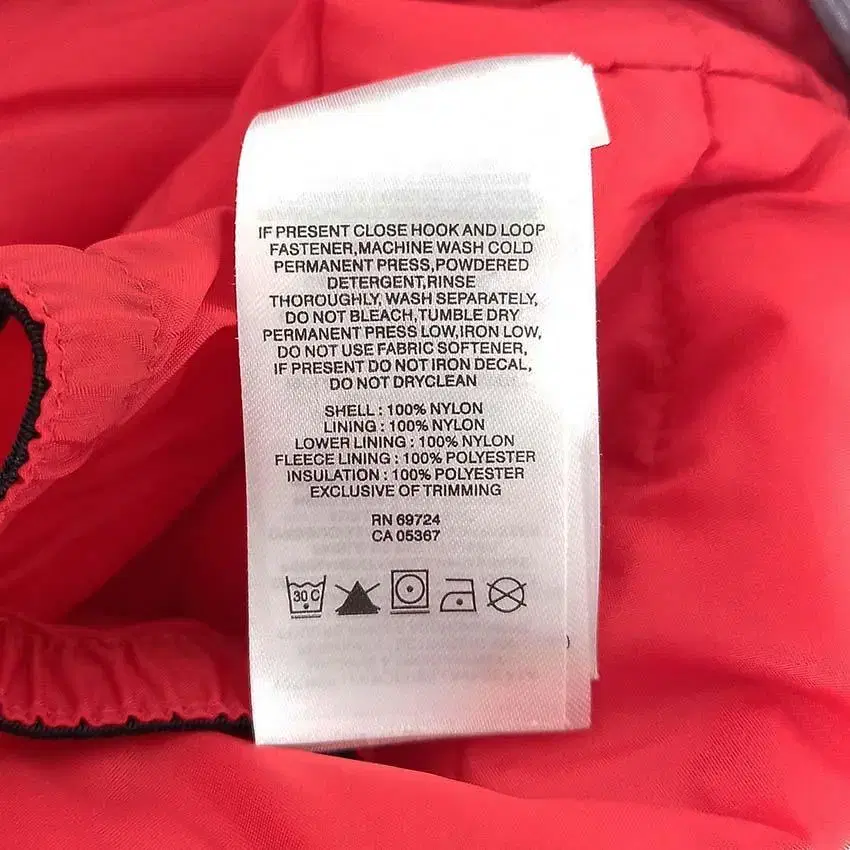 IF PRESENT CLOSE HOOK AND LOOP
FASTENER,MACHINE WASH COLD
PERMANENT PRESS,POWDERED
DETERGENT,RINSE
THOROUGHLY, WASH SEPARATELY,
DO NOT BLEACH,TUMBLE DRY
PERMANENT PRESS LOW,IRON LOW,
DO NOT USE FABRIC SOFTENER,
IF PRESENT DO NOT IRON DECAL,
DO NOT DRYCLEAN
SHELL : 100% NYLON
LINING : 100% NYLON
LOWER LINING : 100% NYLON
FLEECE LINING : 100% POLYESTER
INSULATION : 100% POLYESTER
EXCLUSIVE OF TRIMMING
RN 69724
CA 05367
30 C